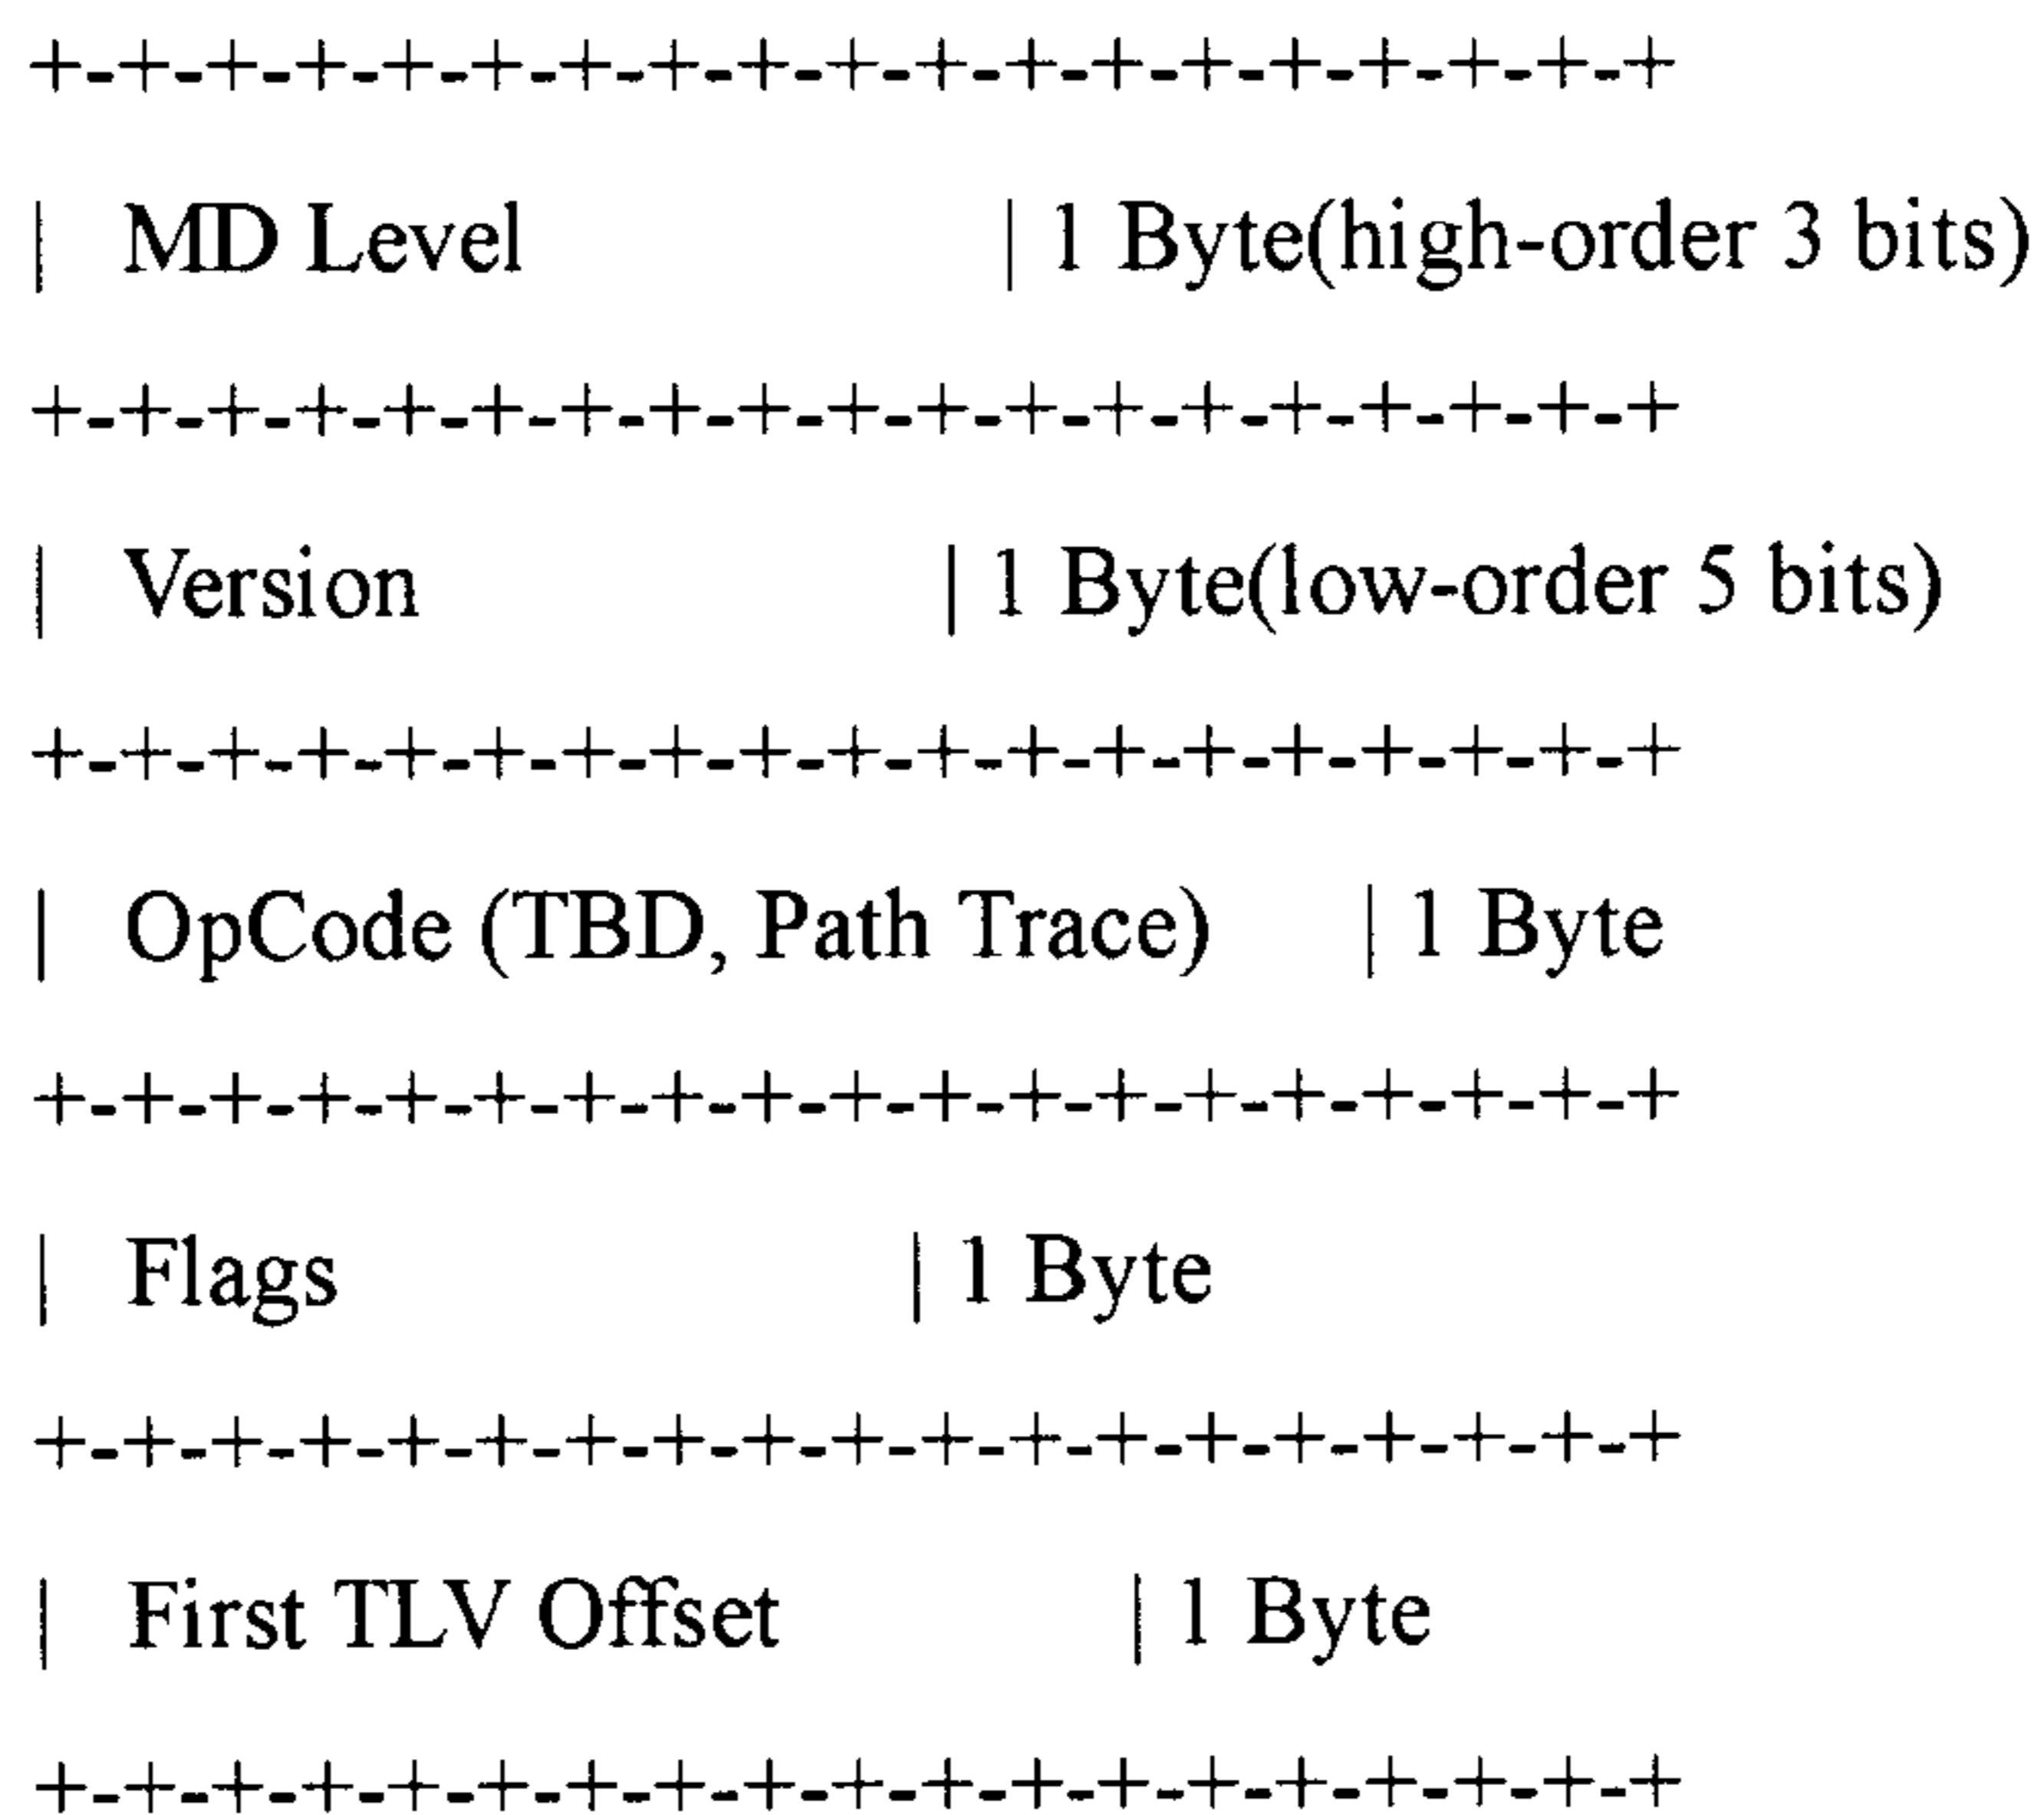 +-+-+-+-+-+-+-+-+-+-+-+-+-+-+-+-+-+-+
| MD Level | 1 Byte(high-order 3 bits)
+-+-+-+-+-+-+-+-+-+-+-+-+-+-+-+-+-+-+
| Version | 1 Byte(low-order 5 bits)
+-+-+-+-+-+-+-+-+-+-+-+-+-+-+-+-+-+-+
| OpCode (TBD, Path Trace) | 1 Byte
+-+-+-+-+-+-+-+-+-+-+-+-+-+-+-+-+-+-+
| Flags | 1 Byte
+-+-+-+-+-+-+-+-+-+-+-+-+-+-+-+-+-+-+
| First TLV Offset | 1 Byte
+-+-+-+-+-+-+-+-+-+-+-+-+-+-+-+-+-+-+